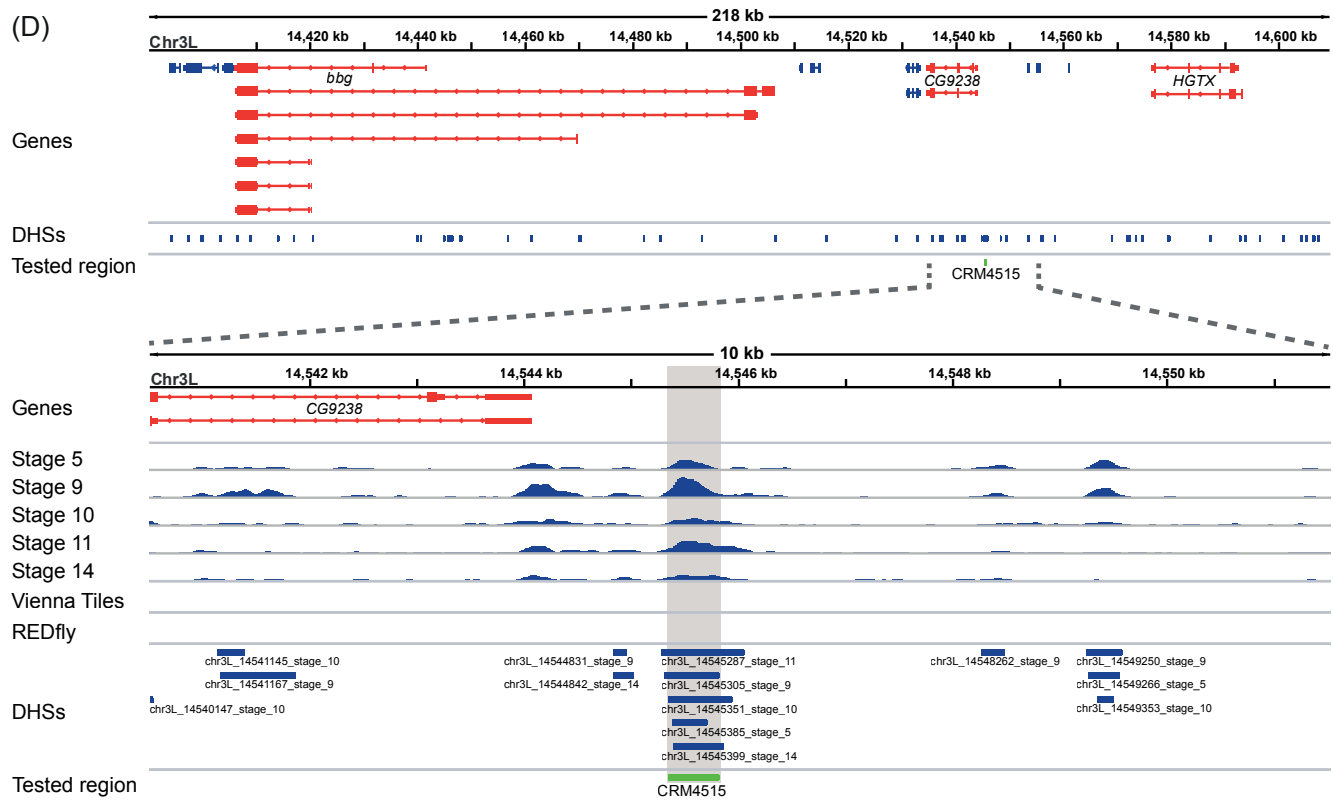 (D)
218 kb
Chr3L
14,420 kb 14,440 kb 14,460 kb 14,480 kb 14,500 kb 14,520 kb 14,540 kb 14,560 kb 14,580 kb 14,600 kb
bbg CG9238 HGTX
Genes
DHSs
Tested region
CRM4515
10 kb
Chr3L
14,542 kb 14,544 kb 14,546 kb 14,548 kb 14,550 kb
Genes
CG9238
Stage 5
Stage 9
Stage 10
Stage 11
Stage 14
Vienna Tiles
REDfly
chr3L_14541145_stage_10 chr3L_14544831_stage_9 chr3L_14545287_stage_11 chr3L_14548262_stage_9 chr3L_14549250_stage_9
chr3L_14541167_stage_9 chr3L_14544842_stage_14 chr3L_14545305_stage_9 chr3L_14549266_stage_5
DHSs
chr3L_14540147_stage_10 chr3L_14545351_stage_10 chr3L_14549353_stage_10
chr3L_14545385_stage_5
chr3L_14545399_stage_14
Tested region
CRM4515